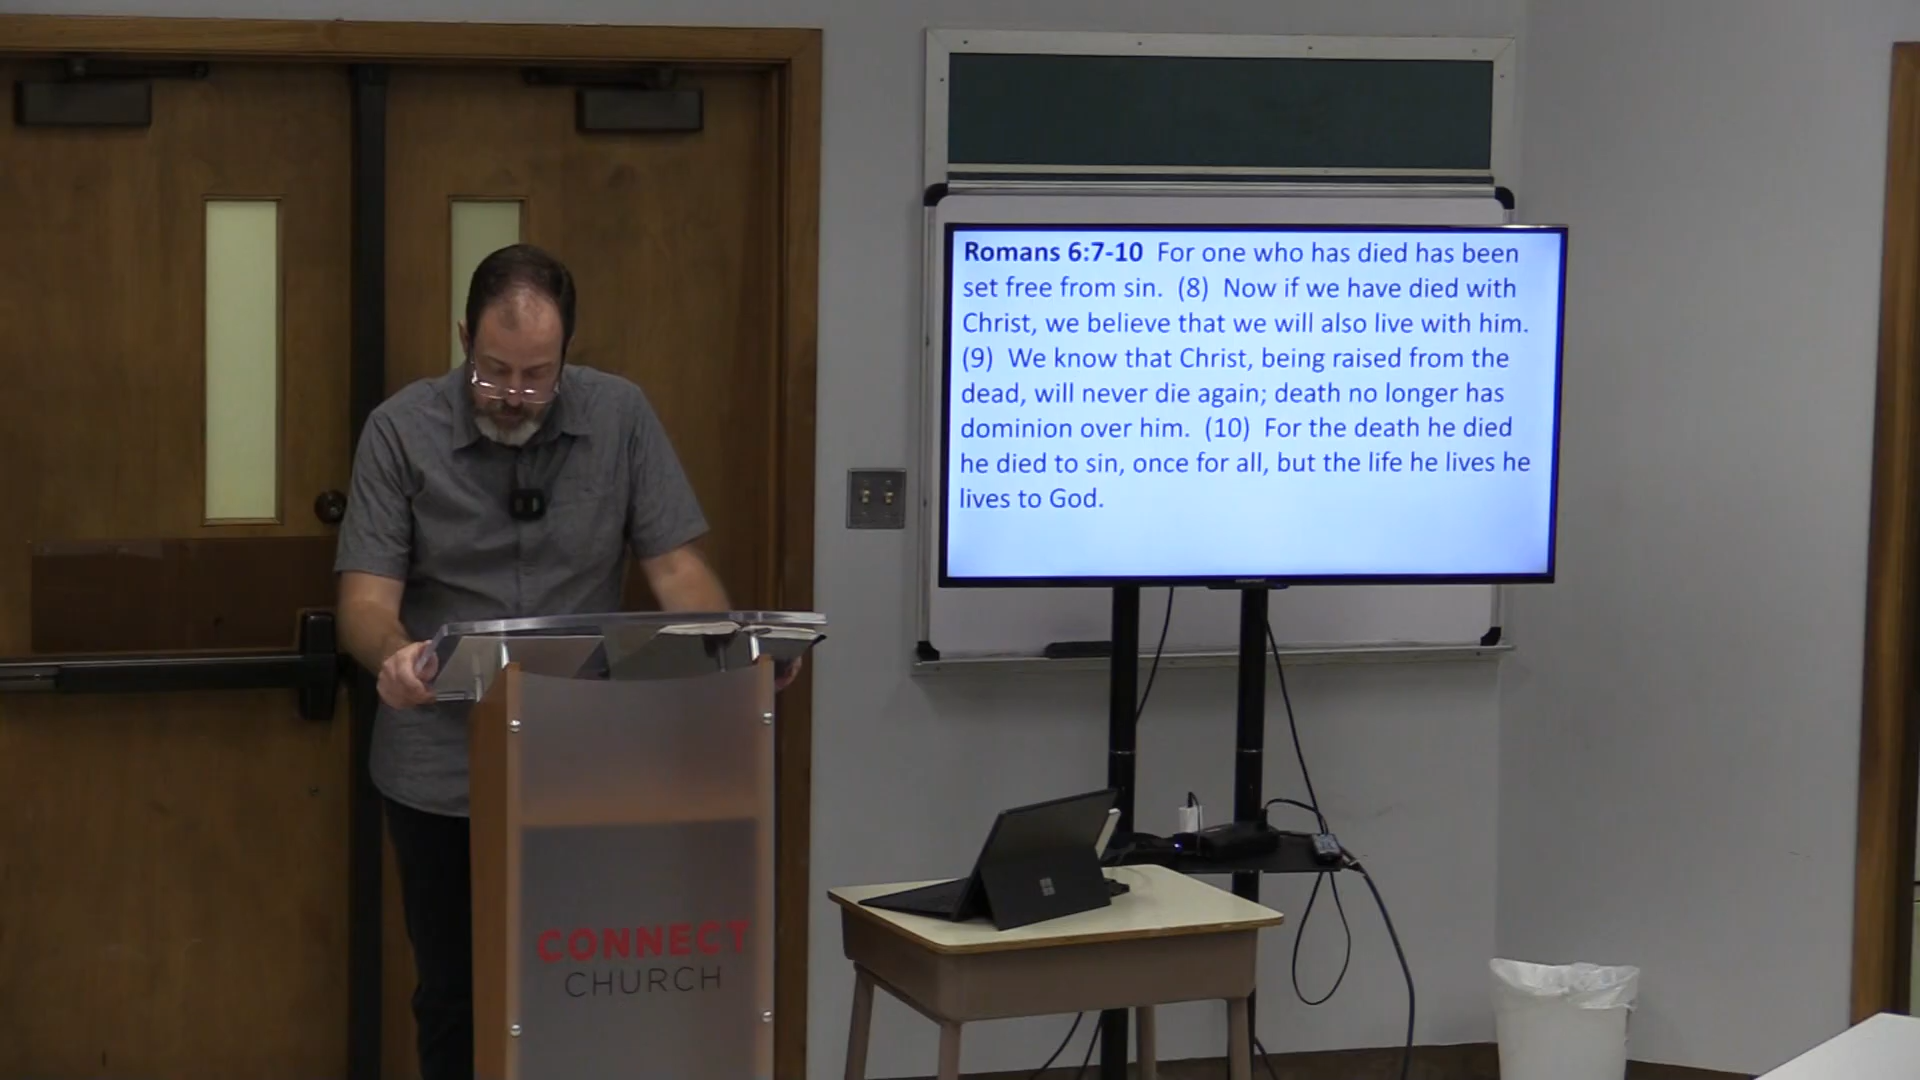 Romans 6:7-10 For one who has died has been
set free from sin. (8) Now if we have died with
Christ, we believe that we will also live with him.
(9) We know that Christ, being raised from the
dead, will never die again; death no longer has
dominion over him. (10) For the death he died
he died to sin, once for all, but the life he lives he
lives to God.
CONNECT
CHURCH